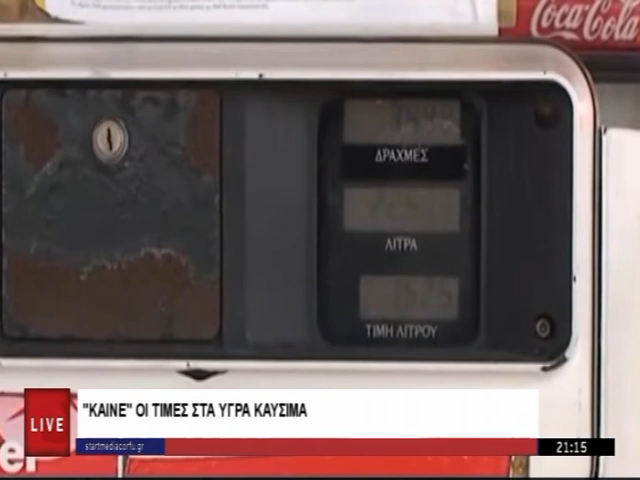 Coca-Cola
ΔΡΑΧΜΕΣ
ΛΙΤΡΑ
ΤΙΜΗ ΛΙΤΡΟΥ
LIVE
"ΚΑΙΝΕ" ΟΙ ΤΙΜΕΣ ΣΤΑ ΥΓΡΑ ΚΑΥΣΙΜΑ
startmediacorfu.gr
21:15